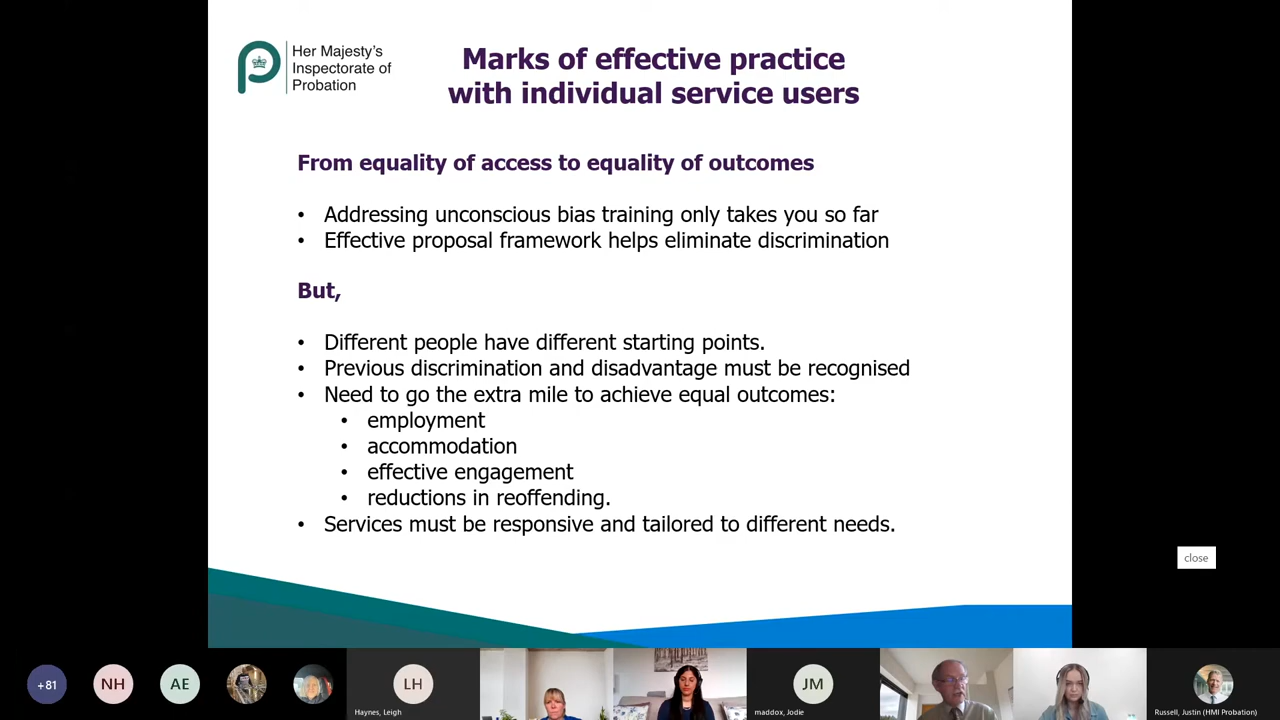 Her Majesty's
Inspectorate of
Probation
Marks of effective practice
with individual service users
From equality of access to equality of outcomes
• Addressing unconscious bias training only takes you so far
• Effective proposal framework helps eliminate discrimination
But,
• Different people have different starting points.
• Previous discrimination and disadvantage must be recognised
• Need to go the extra mile to achieve equal outcomes:
• employment
• accommodation
• effective engagement
• reductions in reoffending.
• Services must be responsive and tailored to different needs.
close
+81
NH
AE
LH
Haynes, Leigh
JM
maddox, Jodie
Russell, Justin (HMI Probation)